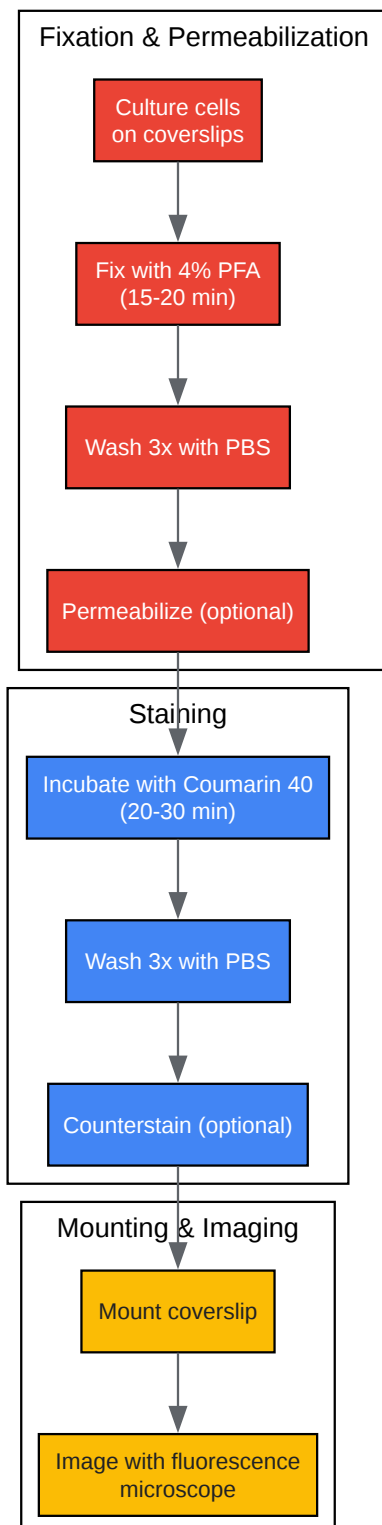 Fixation & Permeabilization
Culture cells
on coverslips
Fix with 4% PFA
(15-20 min)
Wash 3x with PBS
Permeabilize (optional)
Staining
Incubate with Coumarin 40
(20-30 min)
Wash 3x with PBS
Counterstain (optional)
Mounting & Imaging
Mount coverslip
Image with fluorescence
microscope